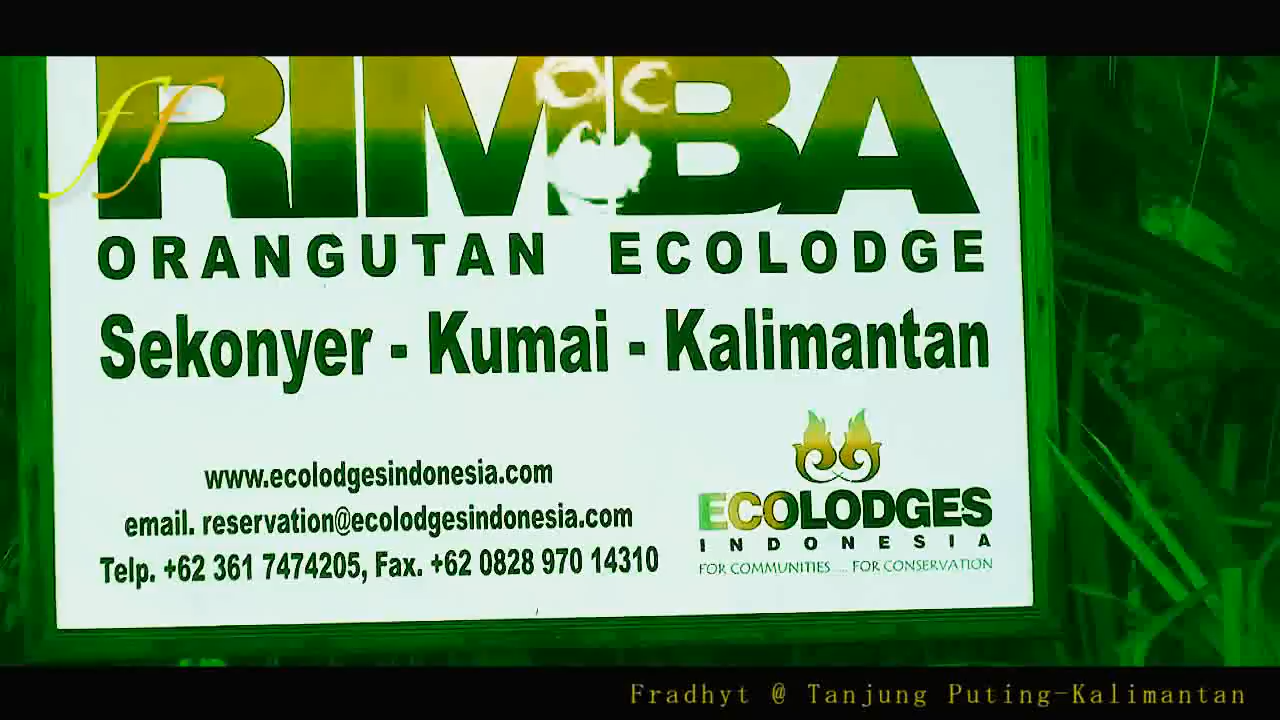 ff
RIMBA
ORANGUTAN ECOLODGE
Sekonyer - Kumai - Kalimantan
www.ecolodgesindonesia.com
email. reservation@ecolodgesindonesia.com
Telp. +62 361 7474205, Fax. +62 0828 970 14310
ECOLODGES
INDONESIA
FOR COMMUNITIES .... FOR CONSERVATION
Fradhyt @ Tanjung Puting-Kalimantan